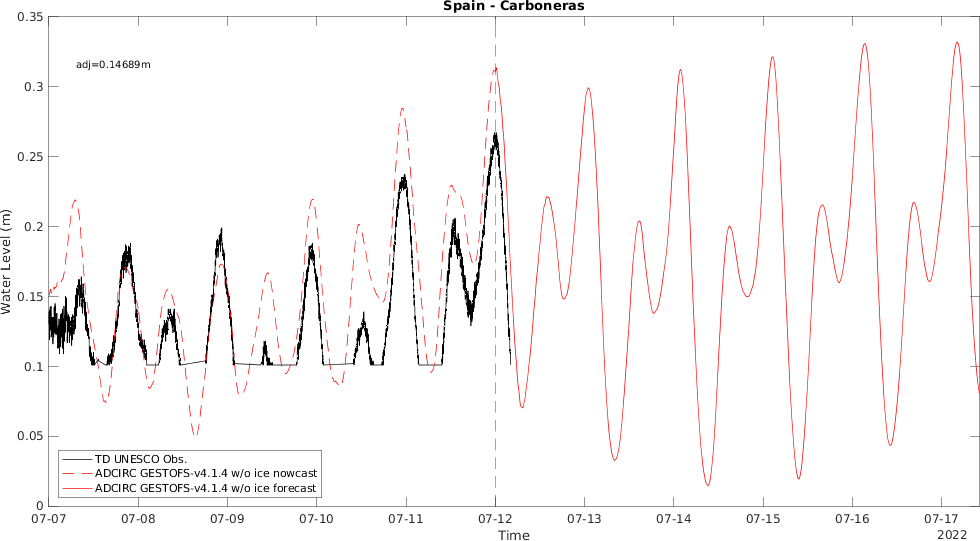 Spain - Carboneras
0.35
adj=0.14689m
0.3
0.25
0.2
0.15
0.1
0.05
0
Water Level (m)
TD UNESCO Obs.
ADCIRC GESTOFS-v4.1.4 w/o ice nowcast
ADCIRC GESTOFS-v4.1.4 w/o ice forecast
07-07 07-08 07-09 07-10 07-11 07-12 07-13 07-14 07-15 07-16 07-17
Time
2022